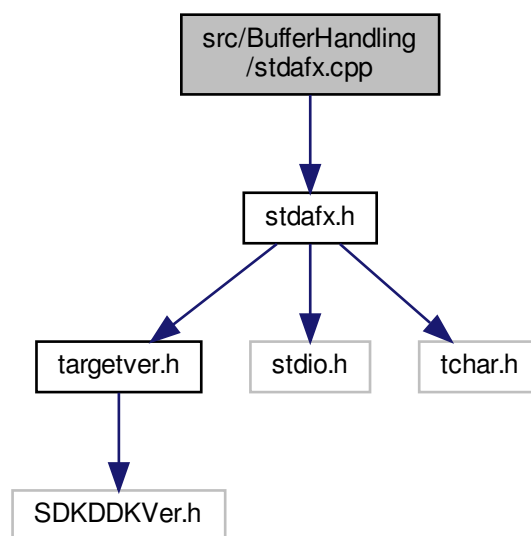 src/BufferHandling
/stdafx.cpp
stdafx.h
targetver.h
stdio.h
tchar.h
SDKDDKVer.h